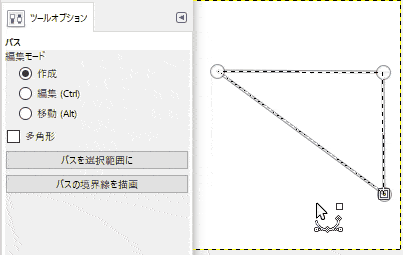 ツールオプション
パス
編集モード
作成
編集 (Ctrl)
移動 (Alt)
多角形
パスを選択範囲に
パスの境界線を描画